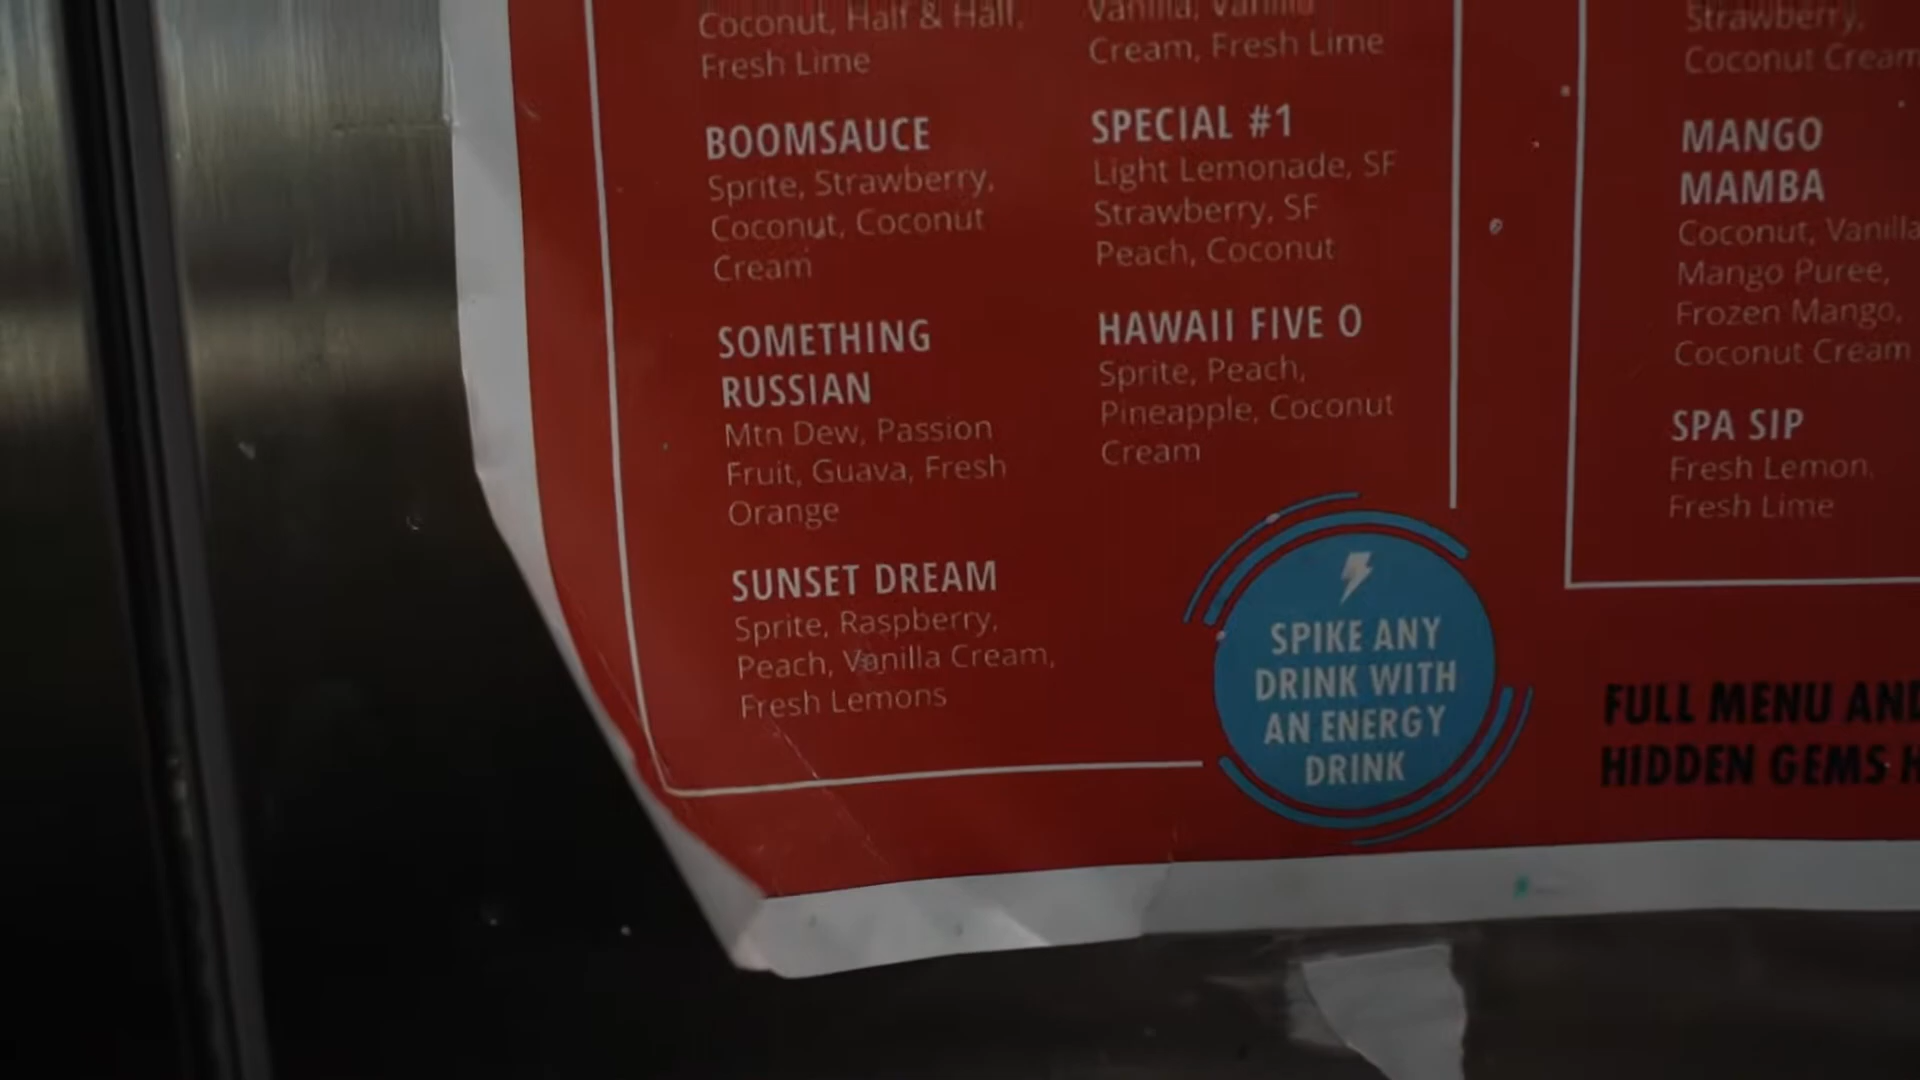 Coconut, Half & Half,
Fresh Lime
BOOMSAUCE
Sprite, Strawberry,
Coconut, Coconut
Cream
SOMETHING
RUSSIAN
Mtn Dew, Passion
Fruit, Guava, Fresh
Orange
SUNSET DREAM
Sprite, Raspberry,
Peach, Vanilla Cream,
Fresh Lemons
Vanilla, Vanilla
Cream, Fresh Lime
SPECIAL #1
Light Lemonade, SF
Strawberry, SF
Peach, Coconut
HAWAII FIVE O
Sprite, Peach,
Pineapple, Coconut
Cream
SPIKE ANY
DRINK WITH
AN ENERGY
DRINK
Strawberry,
Coconut Cream
MANGO
MAMBA
Coconut, Vanilla
Mango Puree,
Frozen Mango,
Coconut Cream
SPA SIP
Fresh Lemon,
Fresh Lime
FULL MENU AND
HIDDEN GEMS